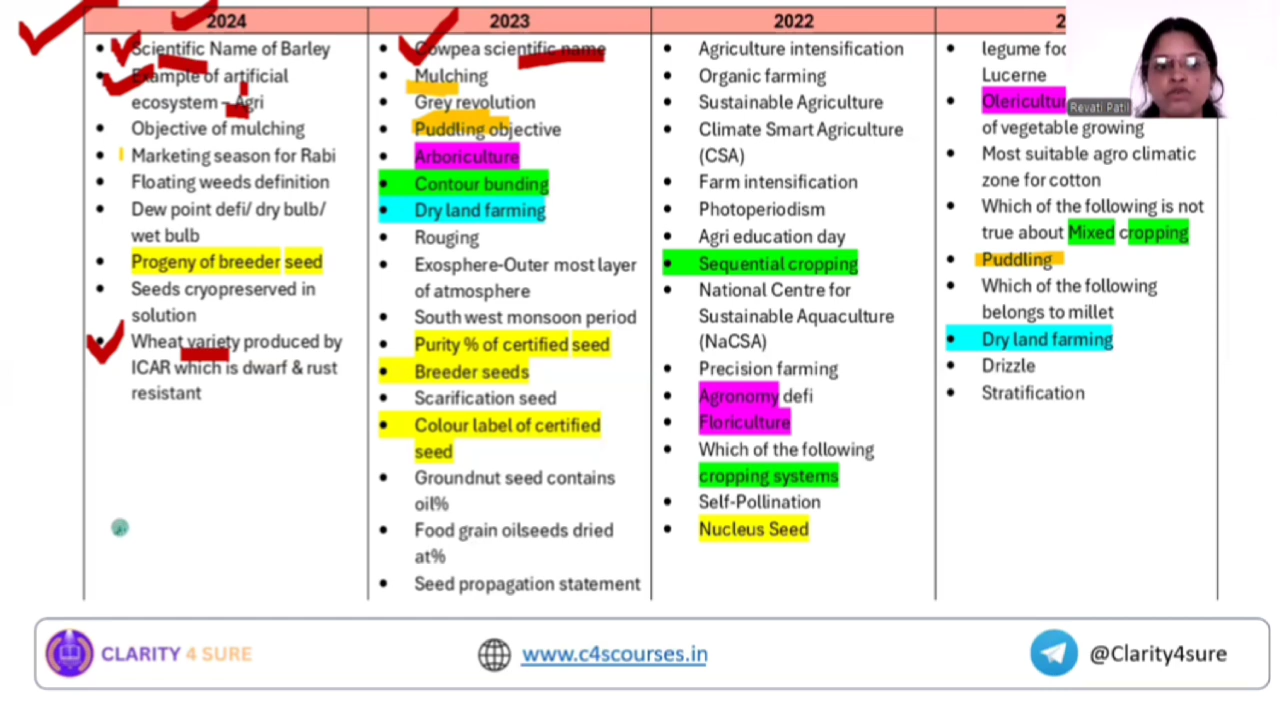 2024
Scientific Name of Barley
Example of artificial
ecosystem – Agri
Objective of mulching
Marketing season for Rabi
Floating weeds definition
Dew point defi/ dry bulb/
wet bulb
Progeny of breeder seed
Seeds cryopreserved in
solution
Wheat variety produced by
ICAR which is dwarf & rust
resistant
2023
Cowpea scientific name
Mulching
Grey revolution
Puddling objective
Arboriculture
Contour bunding
Dry land farming
Rouging
Exosphere-Outer most layer
of atmosphere
South west monsoon period
Purity % of certified seed
Breeder seeds
Scarification seed
Colour label of certified
seed
Groundnut seed contains
oil%
Food grain oilseeds dried
at%
Seed propagation statement
2022
Agriculture intensification
Organic farming
Sustainable Agriculture
Climate Smart Agriculture
(CSA)
Farm intensification
Photoperiodism
Agri education day
Sequential cropping
National Centre for
Sustainable Aquaculture
(NaCSA)
Precision farming
Agronomy defi
Floriculture
Which of the following
cropping systems
Self-Pollination
Nucleus Seed
legume
Lucerne
of vegetable growing
Most suitable agro climatic
zone for cotton
Which of the following is not
true about Mixed cropping
Puddling
Which of the following
belongs to millet
Dry land farming
Drizzle
Stratification
Revati Patil
CLARITY 4 SURE
www.c4scourses.in
@Clarity4sure